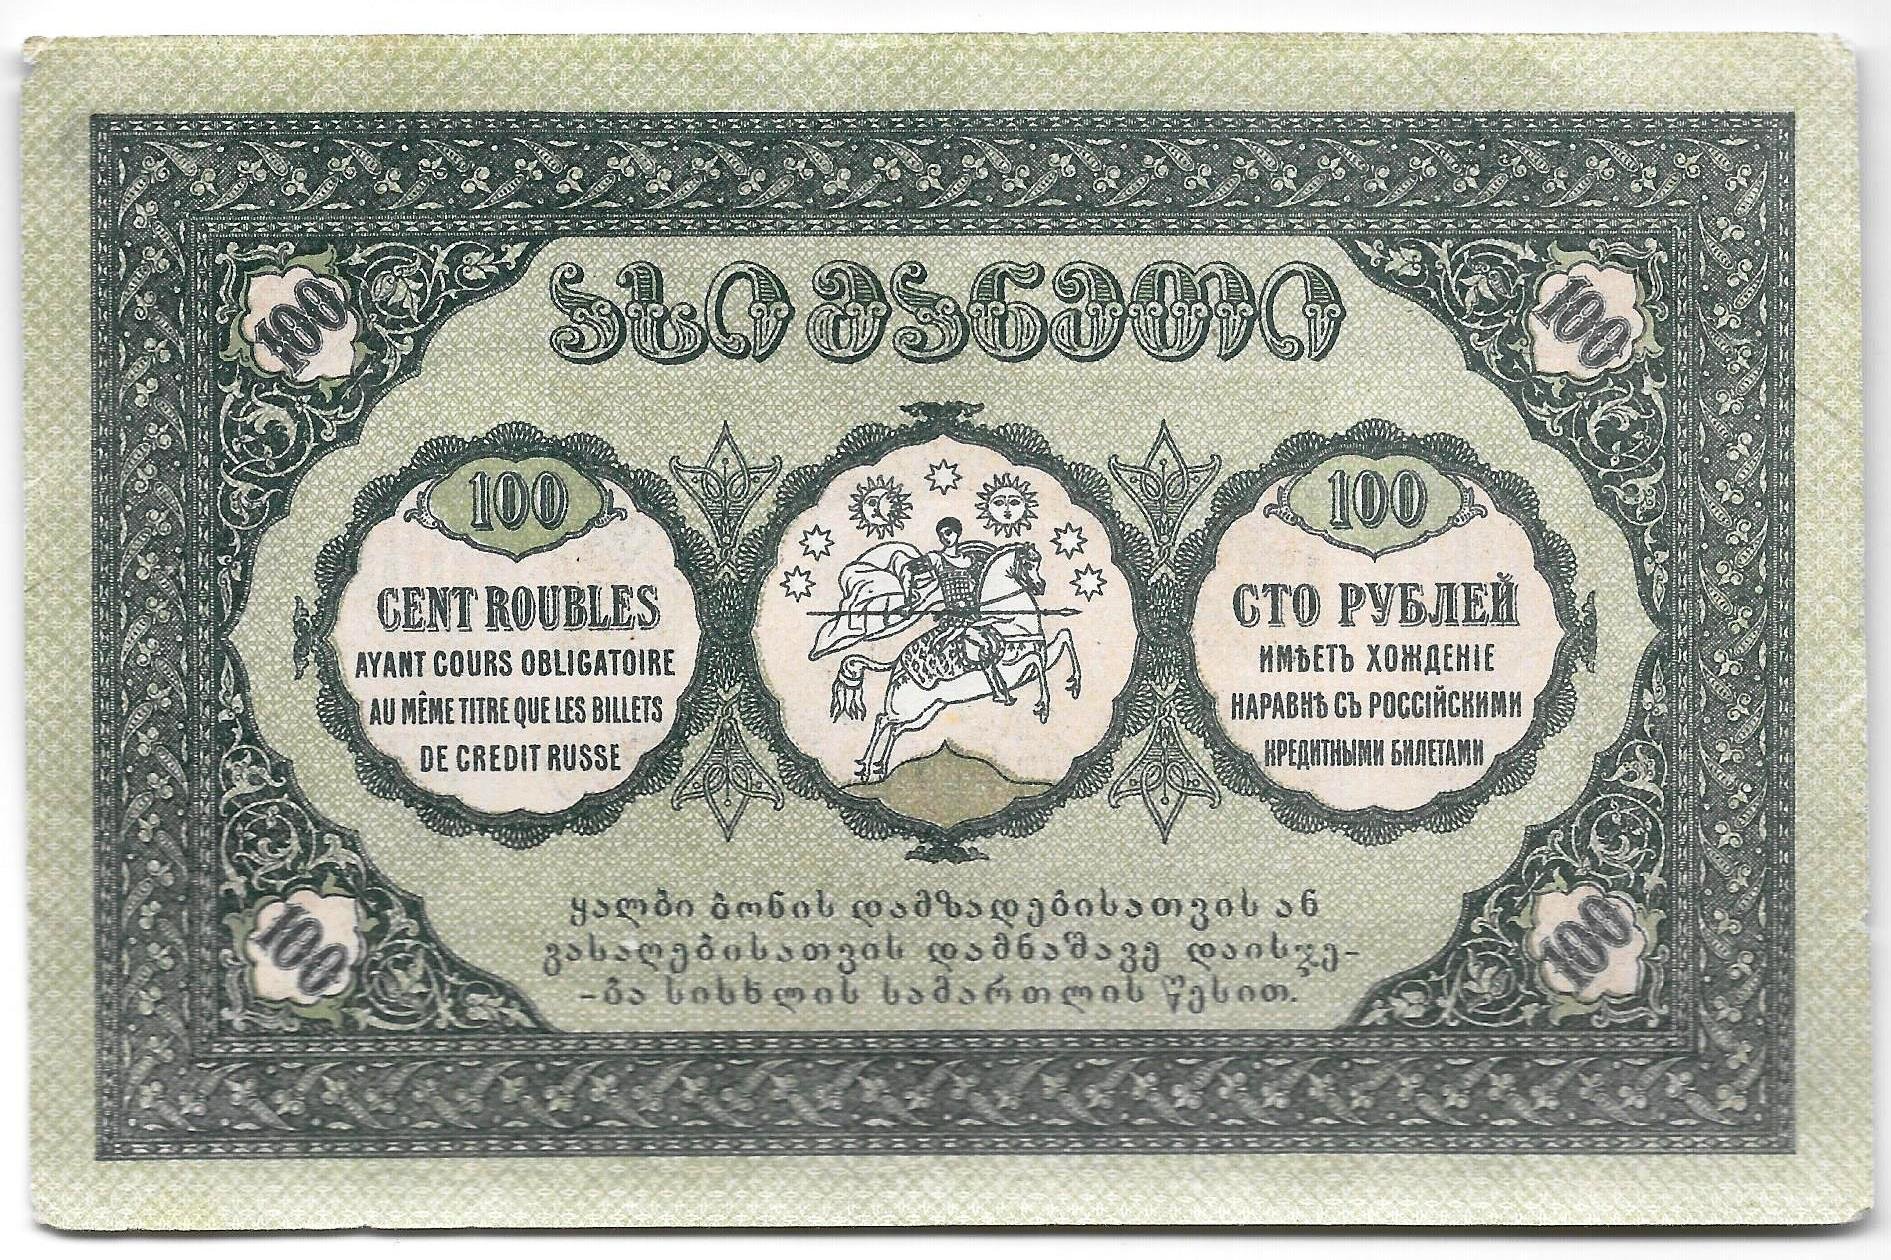 100
100
ასი მანეთი
100
CENT ROUBLES
AYANT COURS OBLIGATOIRE
AU MÊME TITRE QUE LES BILLETS
DE CREDIT RUSSE
100
СТО РУБЛЕЙ
ИМѢЕТЪ ХОЖДЕНІЕ
НАРАВНѢ СЪ РОССІЙСКИМИ
КРЕДИТНЫМИ БИЛЕТАМИ
ყალბი ბონის დამზადებისათვის ან
გასაღებისათვის დამნაშავე დაისჯე-
-ბა სისხლის სამართლის წესით.
100
100